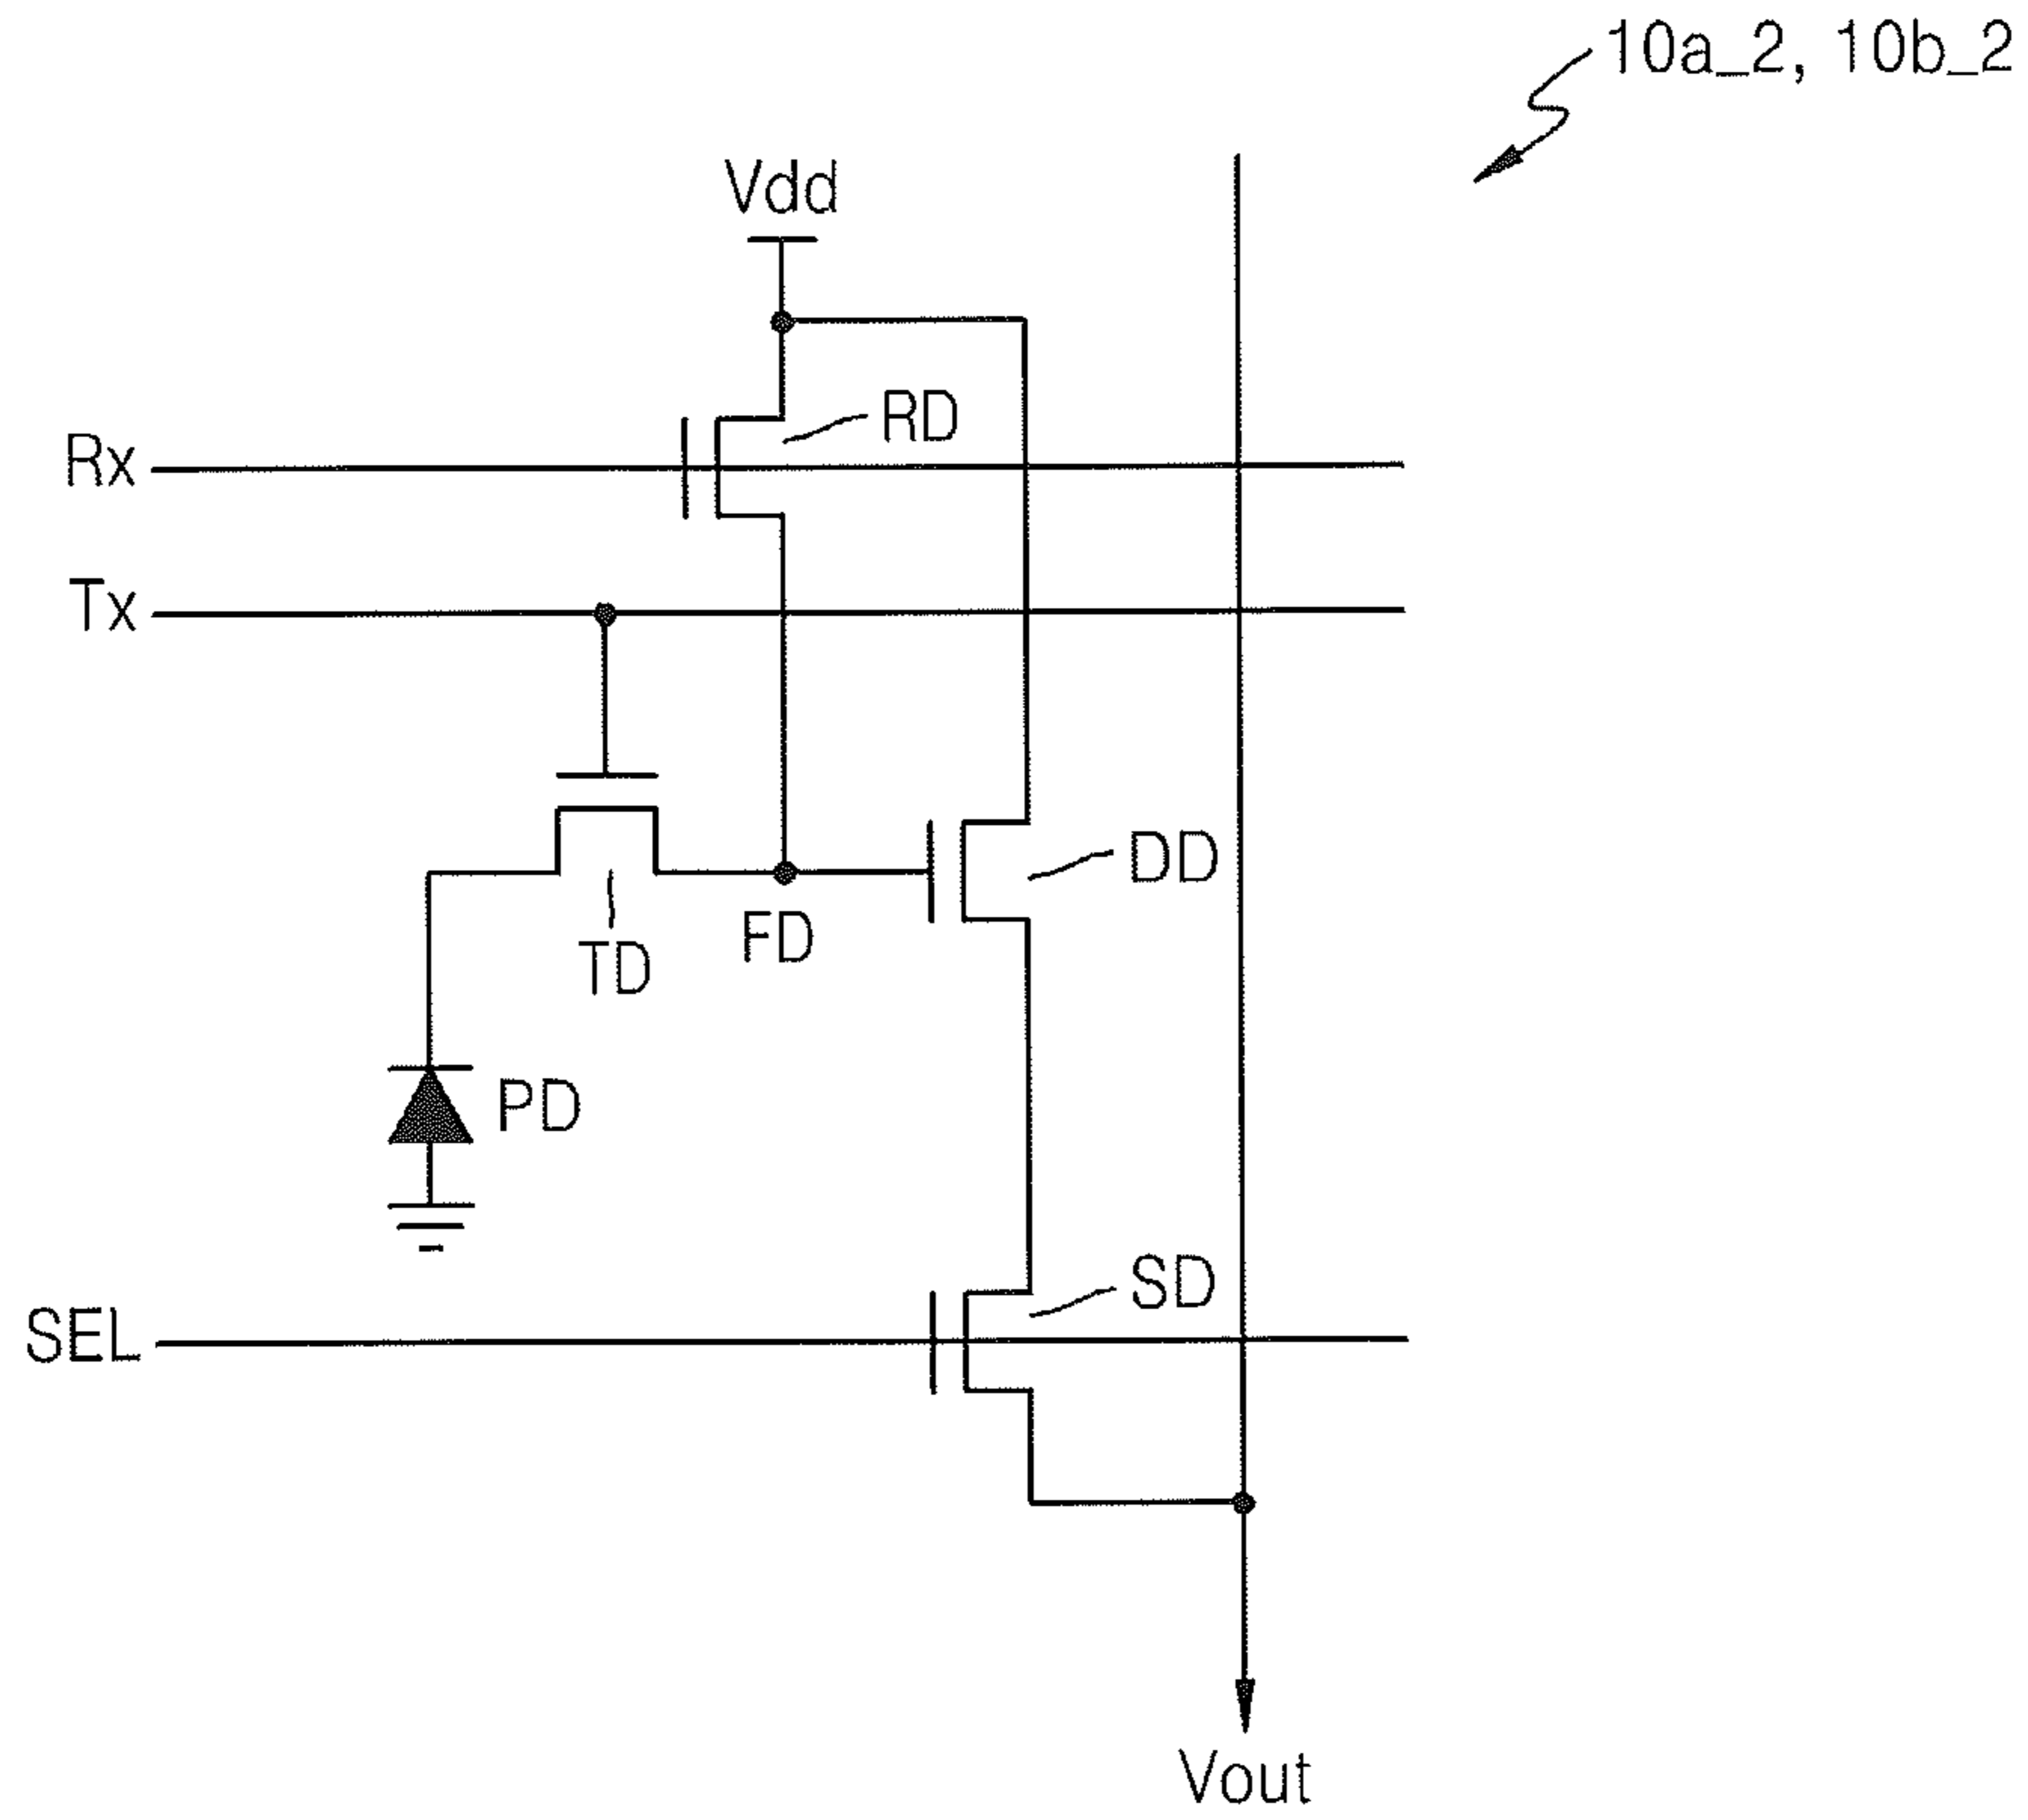 10a_2, 10b_2
Vdd
RD
Rx
Tx
DD
FD
TD
PD
SD
SEL
Vout